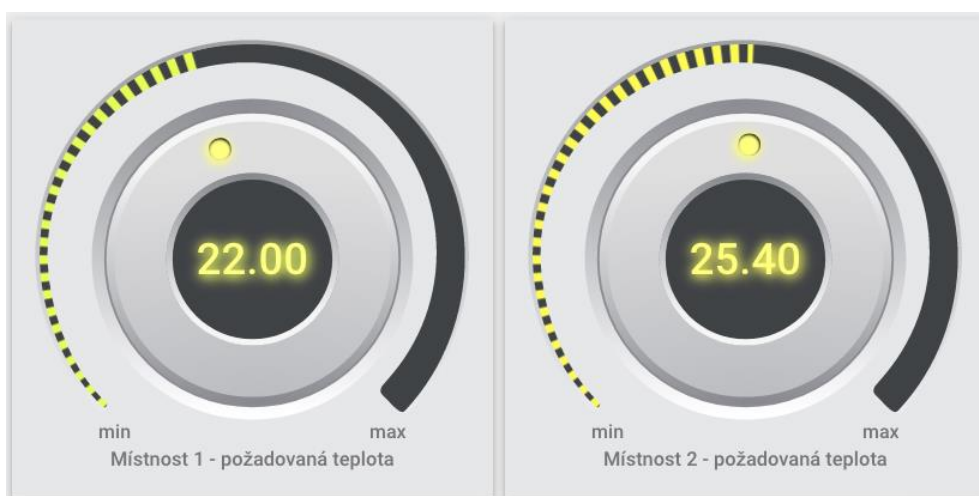 22.00
min max
Místnost 1 - požadovaná teplota
25.40
min max
Místnost 2 - požadovaná teplota